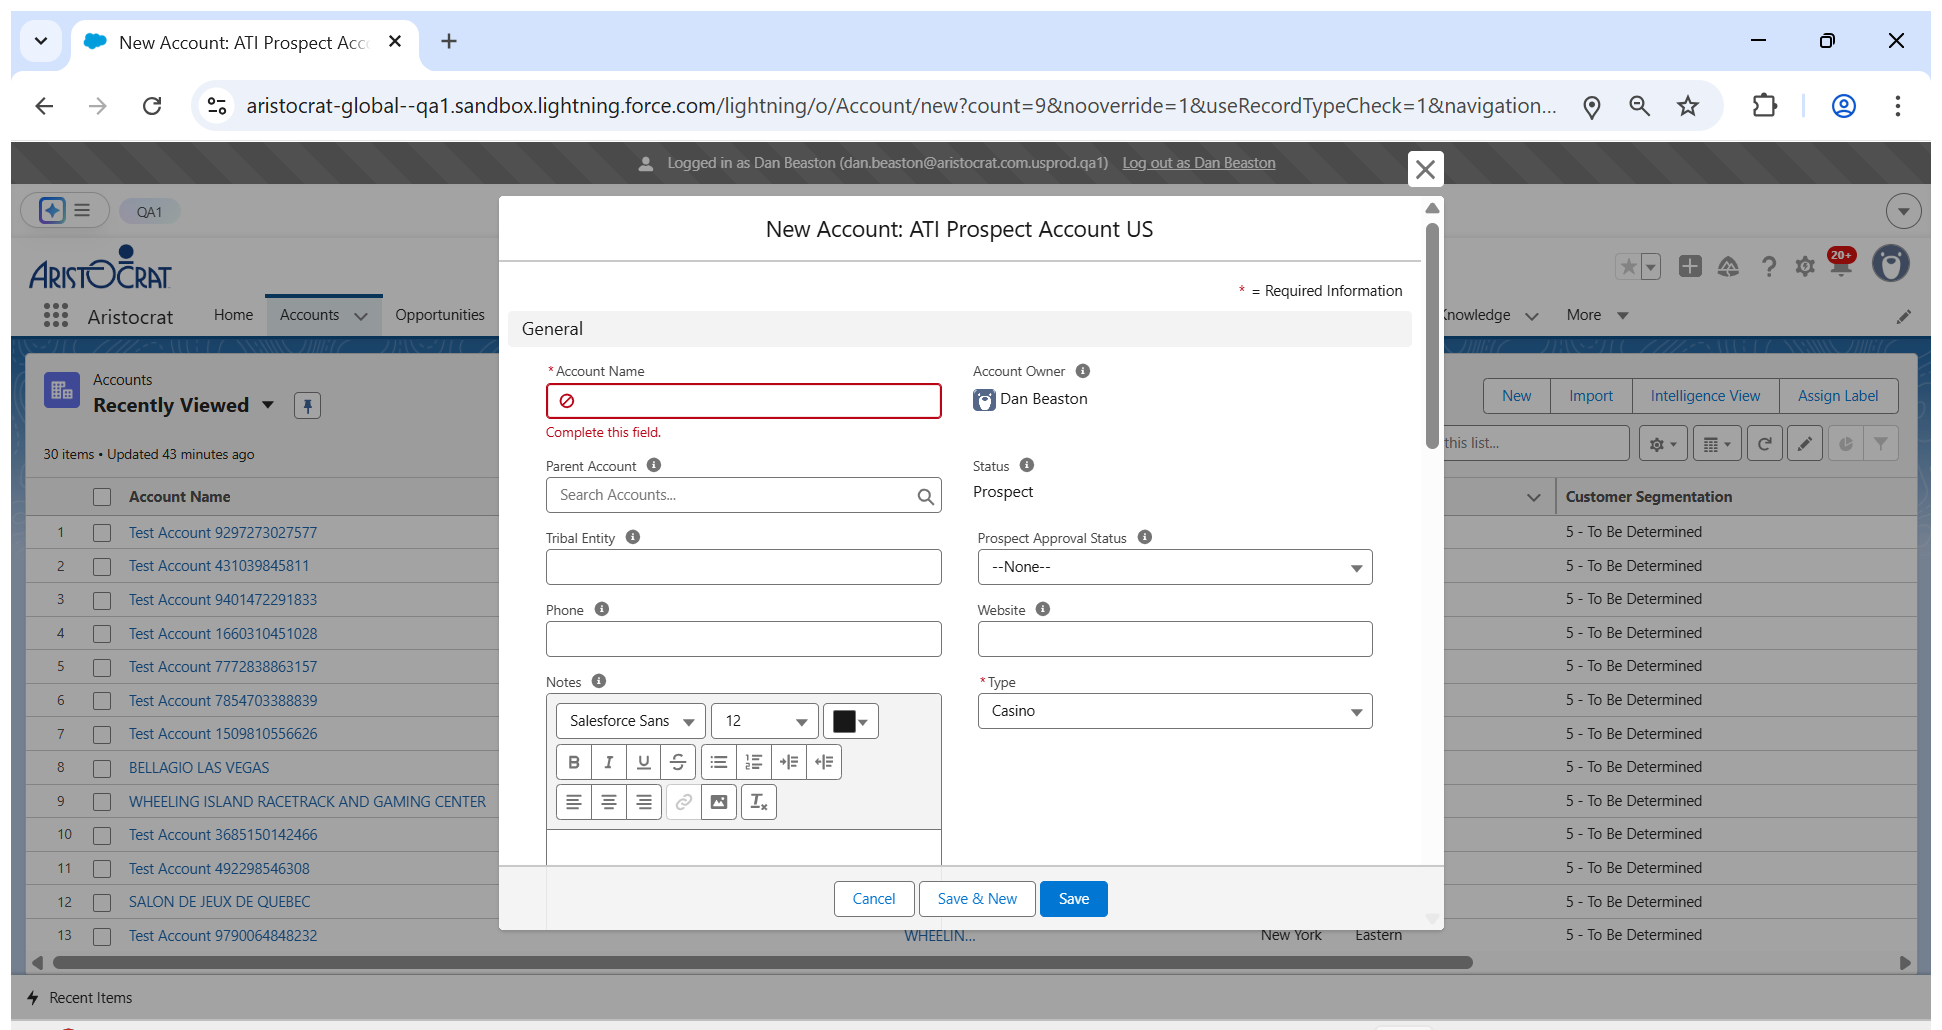 New Account: ATI Prospect Acc
aristocrat-global--qa1.sandbox.lightning.force.com/lightning/o/Account/new?count=9&nooverride=1&useRecordTypeCheck=1&navigation...
Logged in as Dan Beaston (dan.beaston@aristocrat.com.usprod.qa1) Log out as Dan Beaston
QA1
ARISTOCRAT
20+
Aristocrat Home Accounts Opportunities Knowledge More
Accounts
Recently Viewed
30 items • Updated 43 minutes ago
New Import Intelligence View Assign Label
this list...
Account Name Customer Segmentation
1 Test Account 9297273027577 5 - To Be Determined
2 Test Account 431039845811 5 - To Be Determined
3 Test Account 9401472291833 5 - To Be Determined
4 Test Account 1660310451028 5 - To Be Determined
5 Test Account 7772838863157 5 - To Be Determined
6 Test Account 7854703388839 5 - To Be Determined
7 Test Account 1509810556626 5 - To Be Determined
8 BELLAGIO LAS VEGAS 5 - To Be Determined
9 WHEELING ISLAND RACETRACK AND GAMING CENTER 5 - To Be Determined
10 Test Account 3685150142466 5 - To Be Determined
11 Test Account 492298546308 5 - To Be Determined
12 SALON DE JEUX DE QUEBEC 5 - To Be Determined
13 Test Account 9790064848232 WHEELIN... New York Eastern 5 - To Be Determined
Recent Items
New Account: ATI Prospect Account US
* = Required Information
General
*Account Name
Complete this field.
Account Owner
Dan Beaston
Parent Account
Search Accounts...
Status
Prospect
Tribal Entity
Prospect Approval Status
--None--
Phone
Website
Notes
Salesforce Sans 12
B I U S
*Type
Casino
Cancel Save & New Save